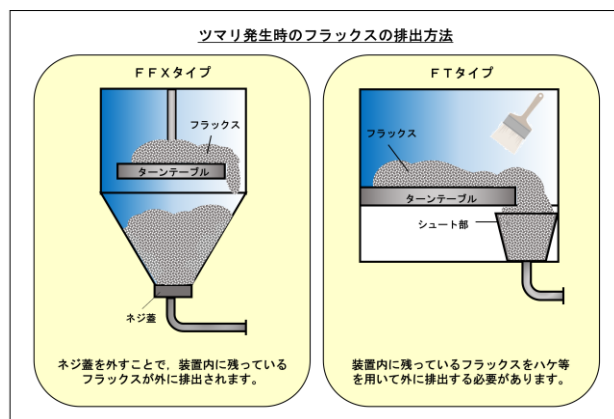 ツマリ発生時のフラックスの排出方法
ＦＦＸタイプ
フラックス
ターンテーブル
ネジ蓋
ネジ蓋を外すことで，装置内に残っている
フラックスが外に排出されます。
ＦＴタイプ
フラックス
ターンテーブル
シュート部
装置内に残っているフラックスをハケ等
を用いて外に排出する必要があります。